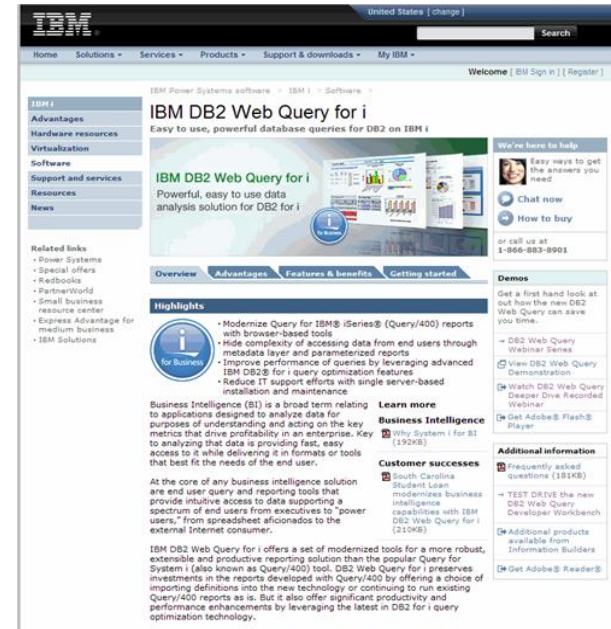 IBM
United States [ change ]
Search
Home
Solutions
Services
Products
Support & downloads
My IBM
Welcome [ IBM Sign in ] [ Register ]
IBM Power Systems software > IBM i > Software >
IBM DB2 Web Query for i
Easy to use, powerful database queries for DB2 on IBM i
IBM i
Advantages
Hardware resources
Virtualization
Software
Support and services
Resources
News
Related links
· Power Systems
· Special offers
· Redbooks
· PartnerWorld
· Small business
resource center
· Express Advantage for
medium business
· IBM Solutions
IBM DB2 Web Query for i
Powerful, easy to use data
analysis solution for DB2 for i
i
for Business
Overview
Advantages
Features & benefits
Getting started
Highlights
i
for Business
· Modernize Query for IBM® iSeries® (Query/400) reports
with browser-based tools
· Hide complexity of accessing data from end users through
metadata layer and parameterized reports
· Improve performance of queries by leveraging advanced
IBM DB2® for i query optimization features
· Reduce IT support efforts with single server-based
installation and maintenance
Business Intelligence (BI) is a broad term relating
to applications designed to analyze data for
purposes of understanding and acting on the key
metrics that drive profitability in an enterprise. Key
to analyzing that data is providing fast, easy
access to it while delivering it in formats or tools
that best fit the needs of the end user.
At the core of any business intelligence solution
are end user query and reporting tools that
provide intuitive access to data supporting a
spectrum of end users from executives to "power
users," from spreadsheet aficionados to the
external Internet consumer.
Learn more
Business Intelligence
Why System i for BI
(192KB)
Customer successes
South Carolina
Student Loan
modernizes business
intelligence
capabilities with IBM
DB2 Web Query for i
(210KB)
IBM DB2 Web Query for i offers a set of modernized tools for a more robust,
extensible and productive reporting solution than the popular Query for
System i (also known as Query/400) tool. DB2 Web Query for i preserves
investments in the reports developed with Query/400 by offering a choice of
importing definitions into the new technology or continuing to run existing
Query/400 reports as is. But it also offer significant productivity and
performance enhancements by leveraging the latest in DB2 for i query
optimization technology.
We're here to help
Easy ways to get
the answers you
need
Chat now
How to buy
or call us at
1-866-883-8901
Demos
Get a first hand look at
out how the new DB2
Web Query can save
you time.
→ DB2 Web Query
Webinar Series
View DB2 Web Query
Demonstration
Watch DB2 Web Query
Deeper Dive Recorded
Webinar
Get Adobe® Flash®
Player
Additional information
Frequently asked
questions (181KB)
→ TEST DRIVE the new
DB2 Web Query
Developer Workbench
Additional products
available from
Information Builders
Get Adobe® Reader®